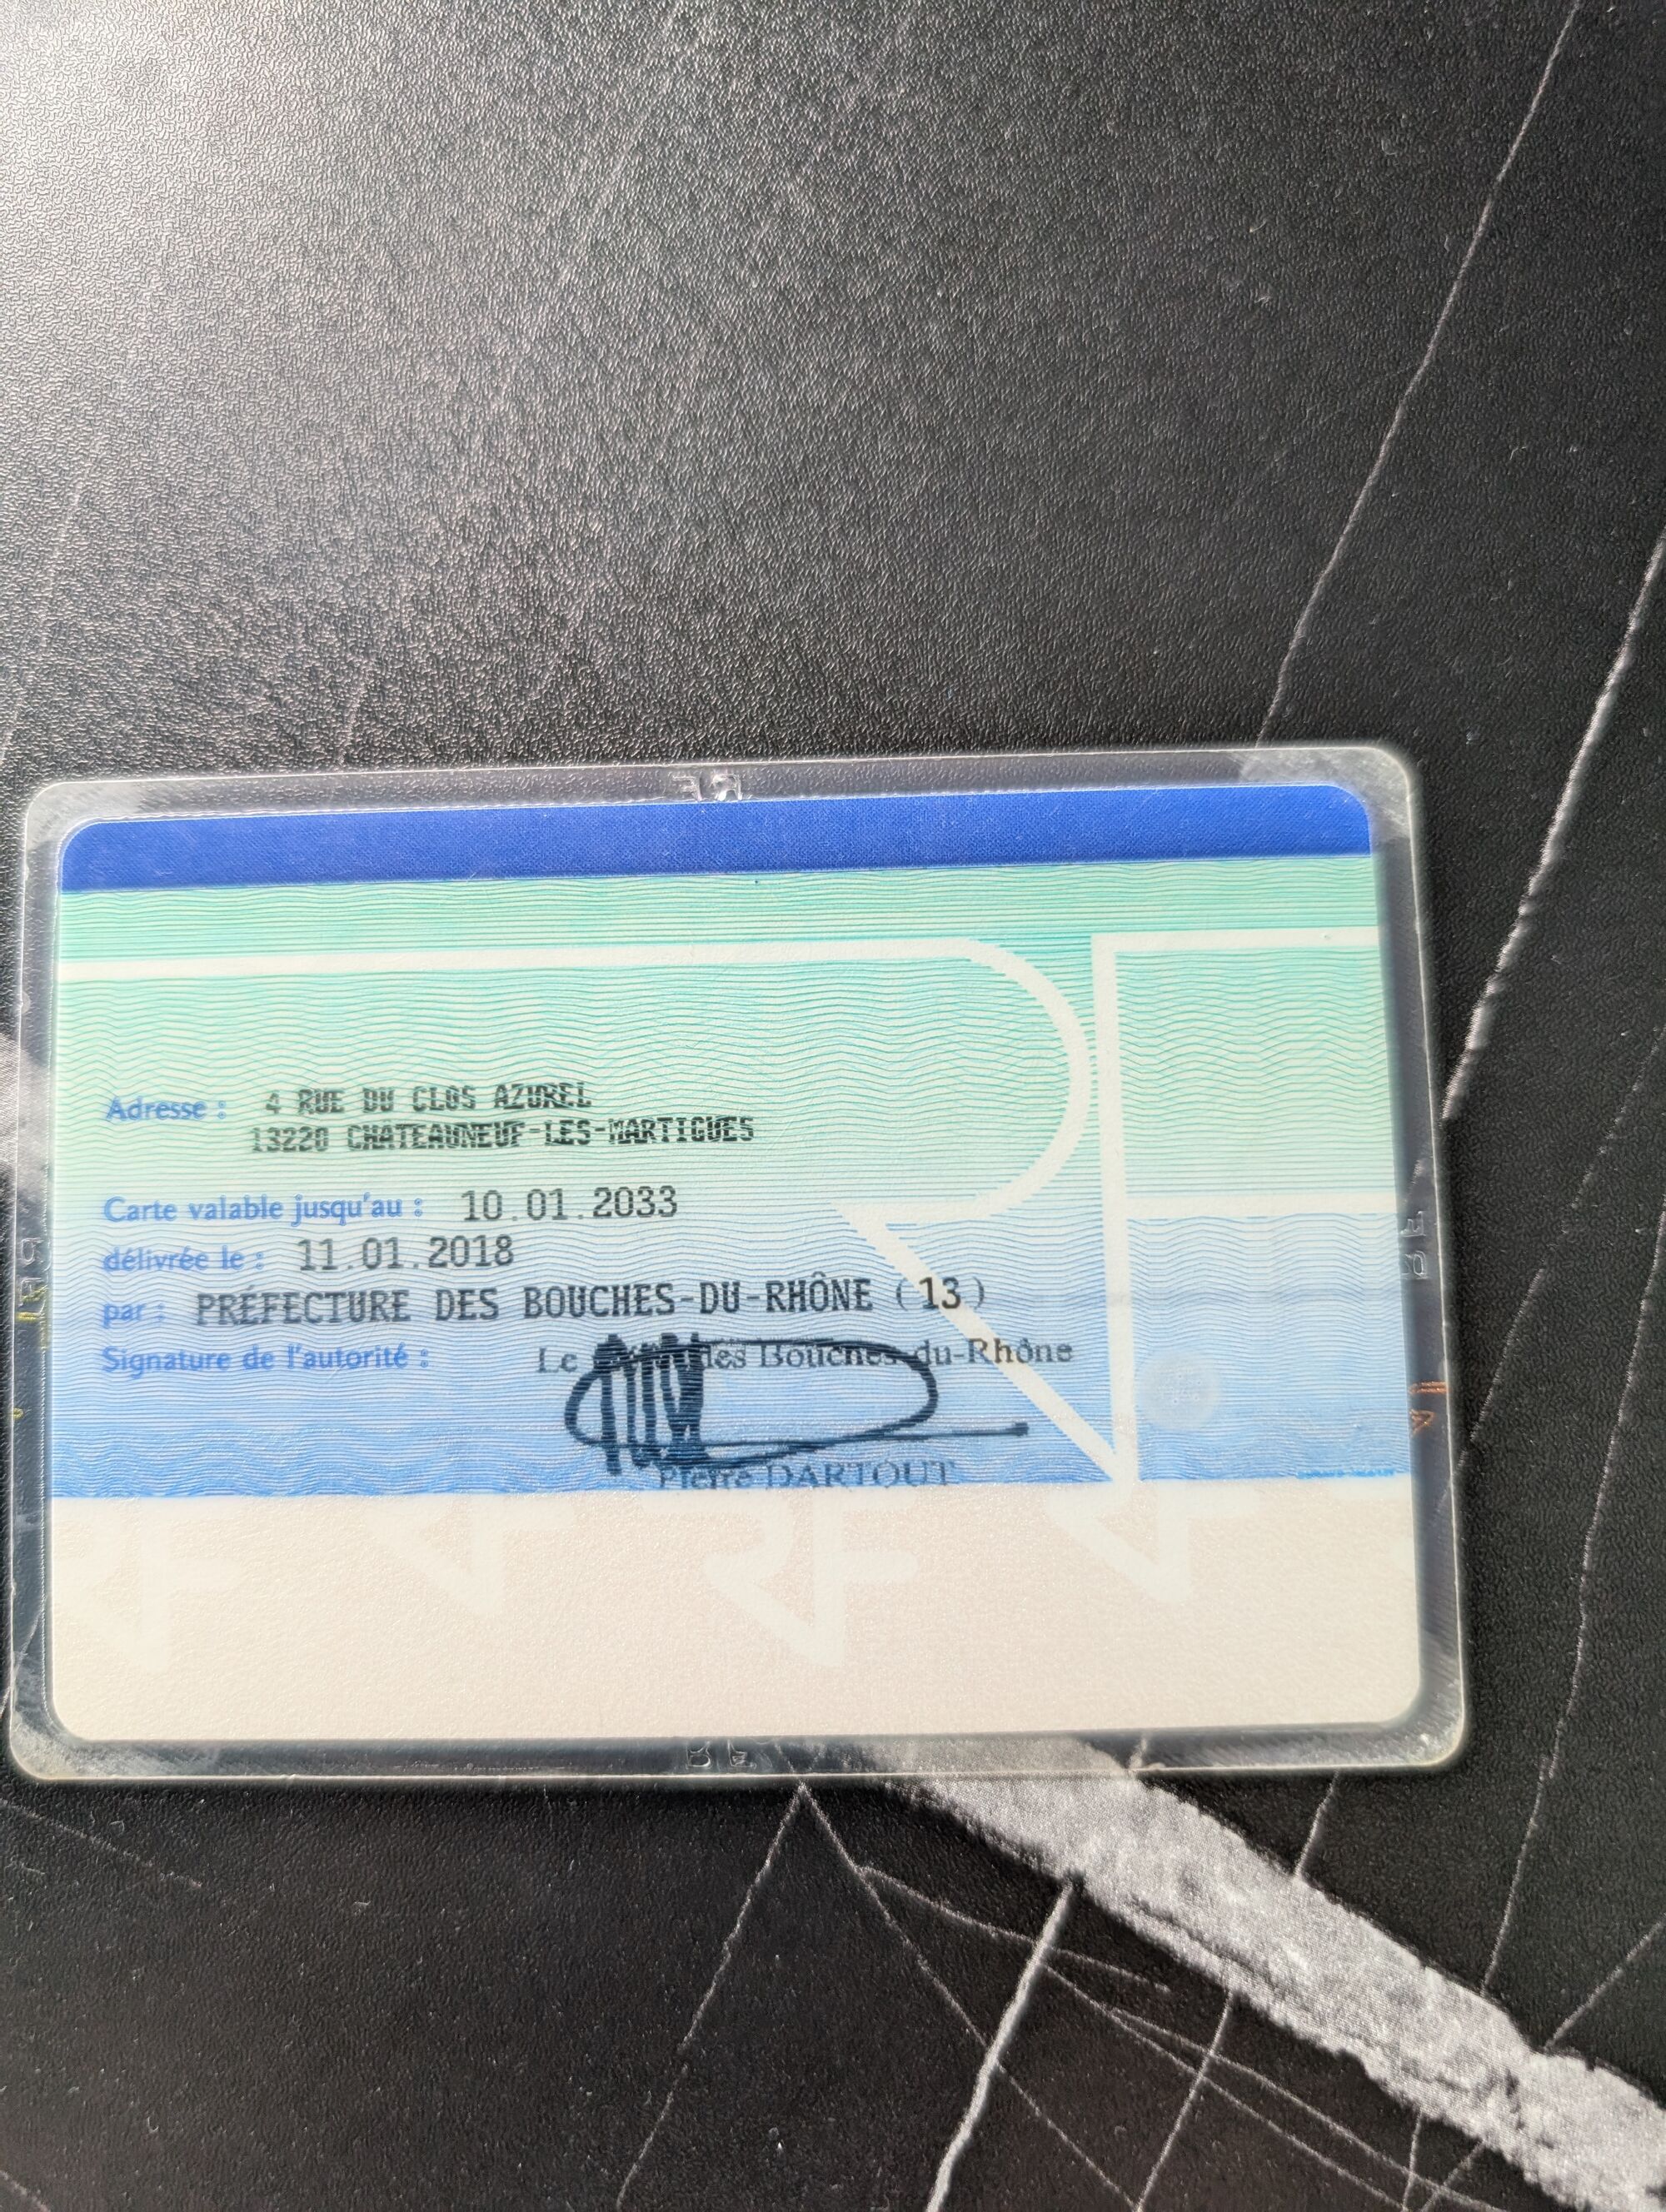 Adresse : 4 RUE DU CLOS AZUREL
13220 CHATEAUNEUF-LES-MARTIGUES
Carte valable jusqu'au : 10.01.2033
délivrée le : 11.01.2018
par : PRÉFECTURE DES BOUCHES-DU-RHÔNE (13)
Signature de l'autorité : Le des Bouches-du-Rhône
Pierre DARTOUT
RF